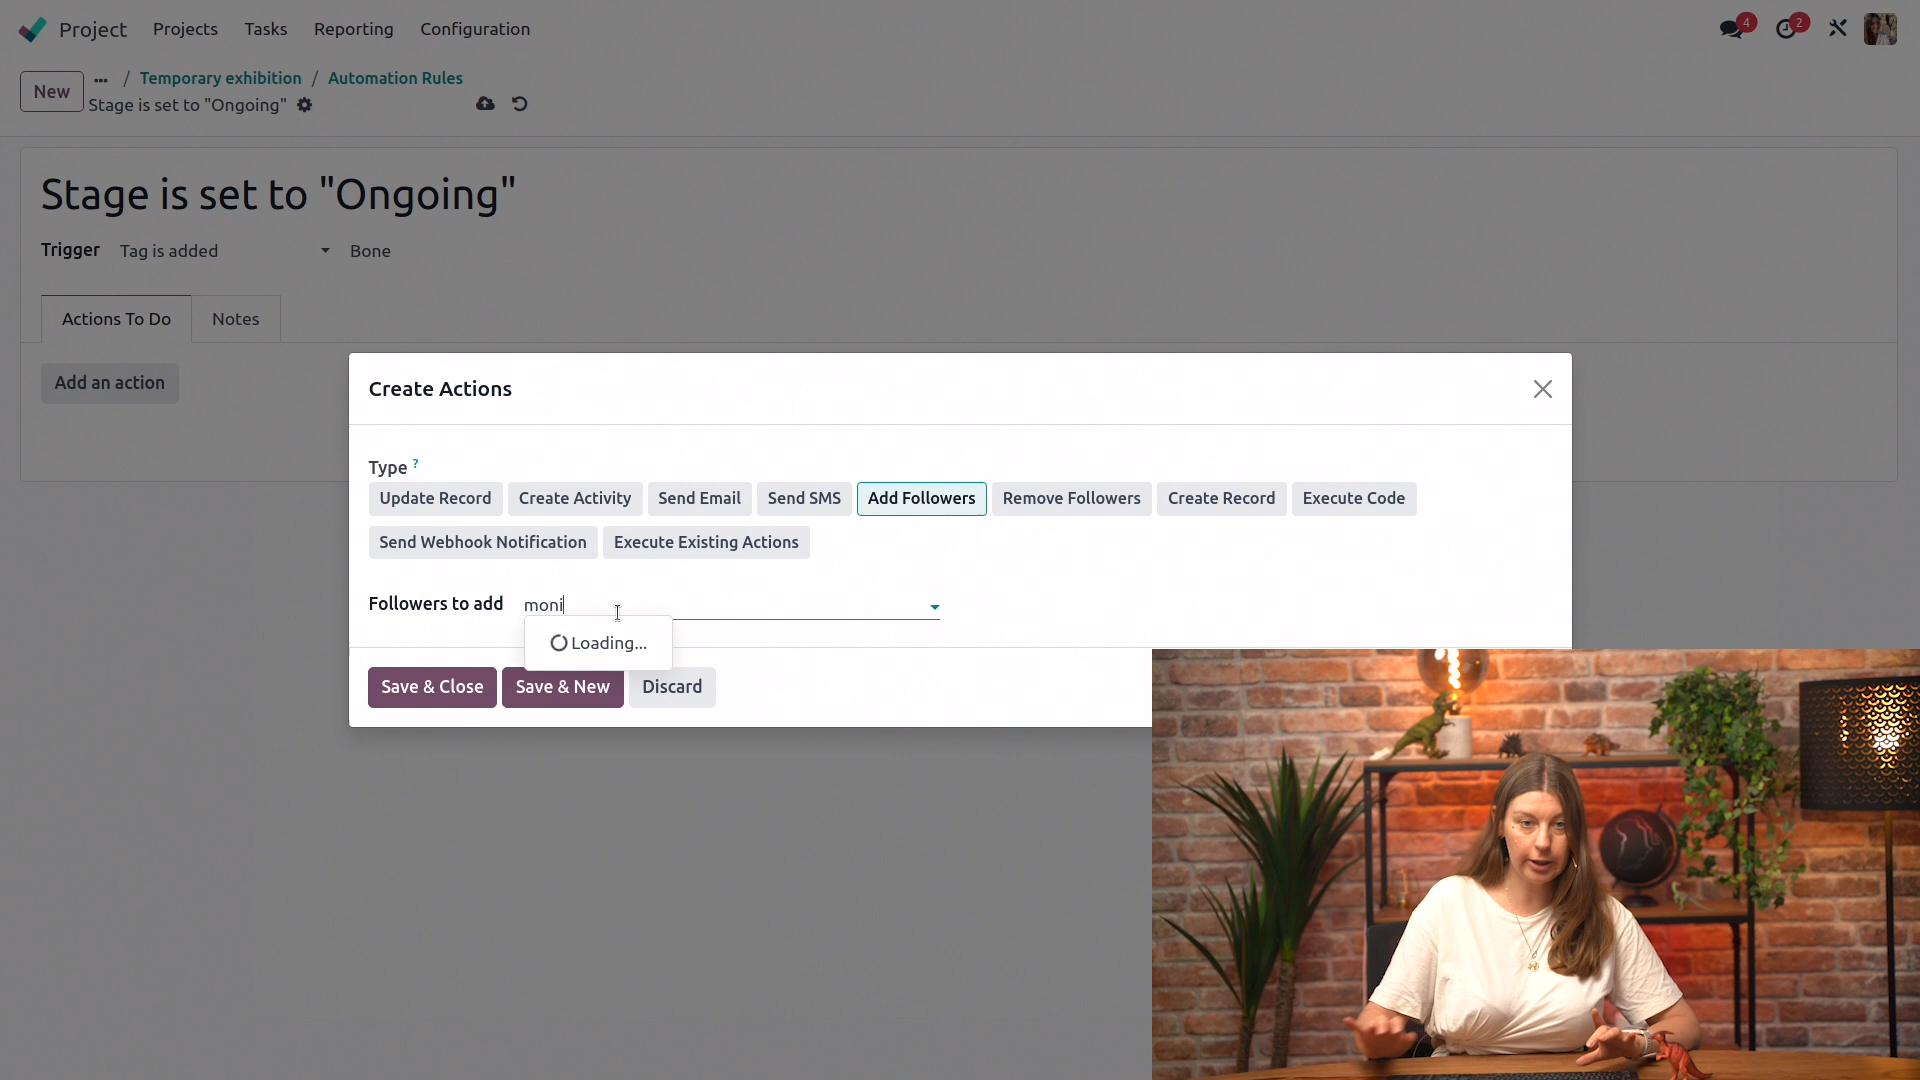 Project Projects Tasks Reporting Configuration 4 2
New ... / Temporary exhibition / Automation Rules
Stage is set to "Ongoing"
Stage is set to "Ongoing"
Trigger Tag is added Bone
Actions To Do Notes
Add an action
Create Actions
Type ?
Update Record Create Activity Send Email Send SMS Add Followers Remove Followers Create Record Execute Code
Send Webhook Notification Execute Existing Actions
Followers to add moni
Loading...
Save & Close Save & New Discard